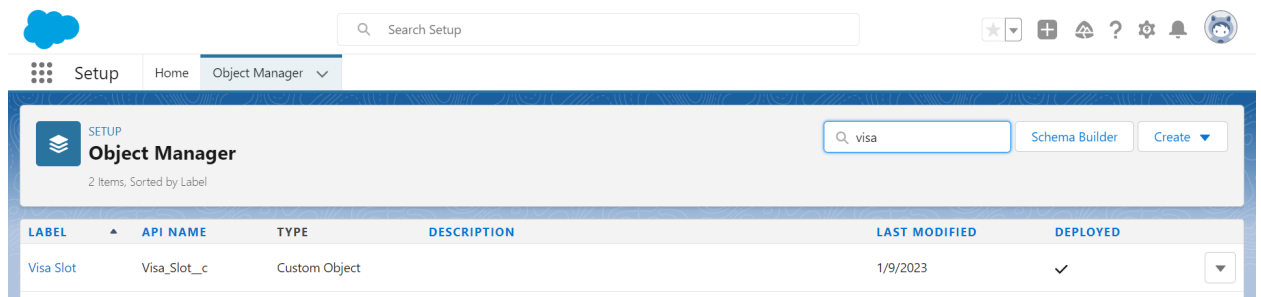 Search Setup
Setup Home Object Manager
SETUP
Object Manager
2 Items, Sorted by Label
visa Schema Builder Create
LABEL API NAME TYPE DESCRIPTION LAST MODIFIED DEPLOYED
Visa Slot Visa_Slot__c Custom Object 1/9/2023